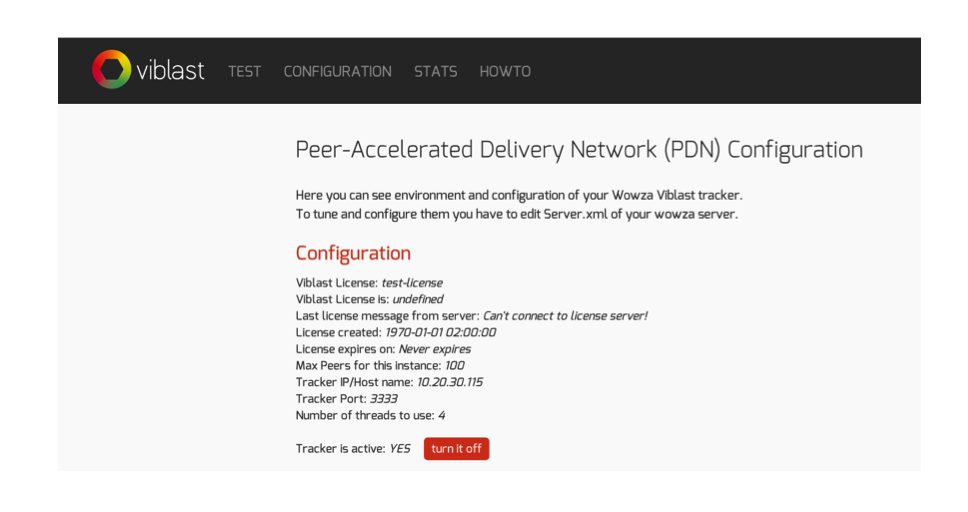 viblast TEST CONFIGURATION STATS HOWTO
Peer-Accelerated Delivery Network (PDN) Configuration
Here you can see environment and configuration of your Wowza Viblast tracker.
To tune and configure them you have to edit Server.xml of your wowza server.
Configuration
Viblast License: test-license
Viblast License is: undefined
Last license message from server: Can't connect to license server!
License created: 1970-01-01 02:00:00
License expires on: Never expires
Max Peers for this instance: 100
Tracker IP/Host name: 10.20.30.115
Tracker Port: 3333
Number of threads to use: 4
Tracker is active: YES turn it off